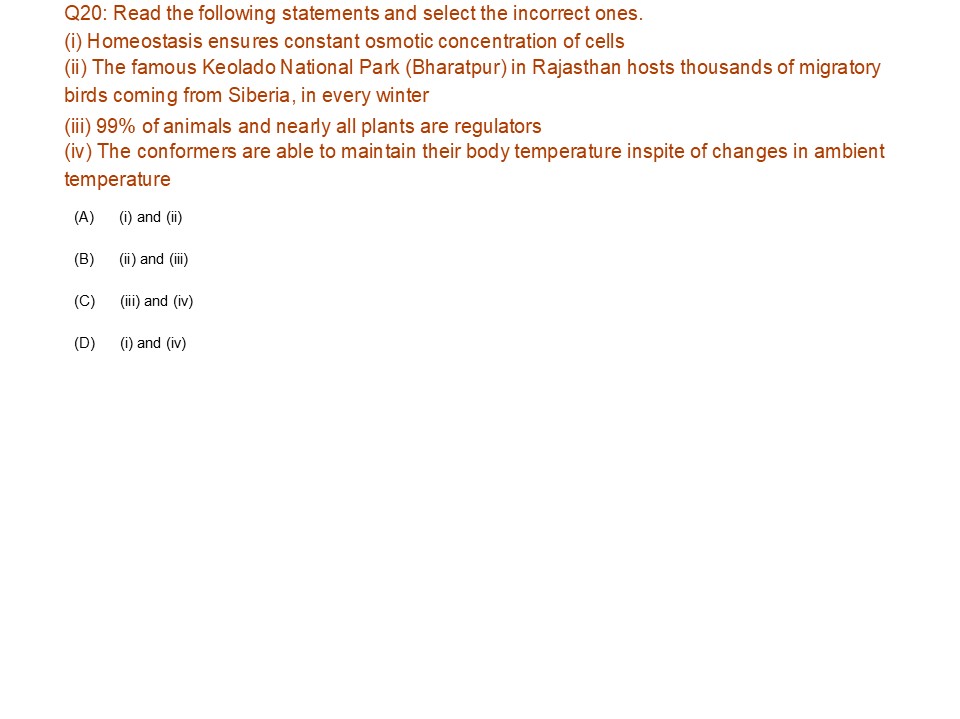 Q20: Read the following statements and select the incorrect ones.
(i) Homeostasis ensures constant osmotic concentration of cells
(ii) The famous Keolado National Park (Bharatpur) in Rajasthan hosts thousands of migratory
birds coming from Siberia, in every winter
(iii) 99% of animals and nearly all plants are regulators
(iv) The conformers are able to maintain their body temperature inspite of changes in ambient
temperature
(A) (i) and (ii)
(B) (ii) and (iii)
(C) (iii) and (iv)
(D) (i) and (iv)